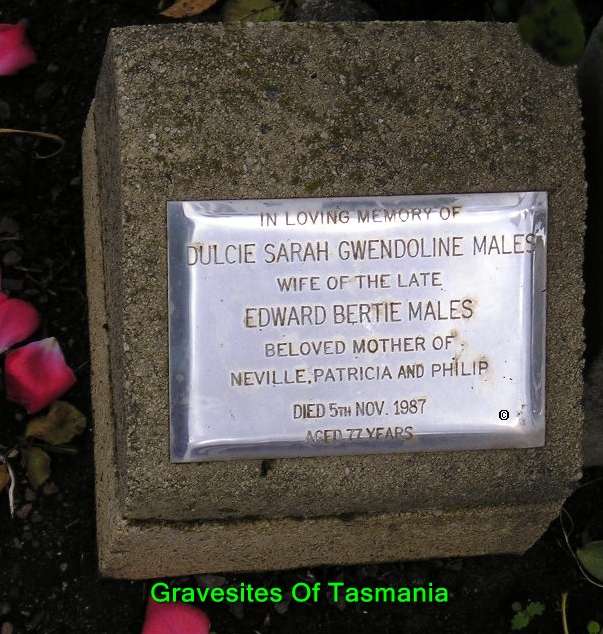 IN LOVING MEMORY OF
DULCIE SARAH GWENDOLINE MALES
WIFE OF THE LATE
EDWARD BERTIE MALES
BELOVED MOTHER OF
NEVILLE, PATRICIA AND PHILIP
DIED 5TH NOV. 1987
©
AGED 77 YEARS
Gravesites Of Tasmania